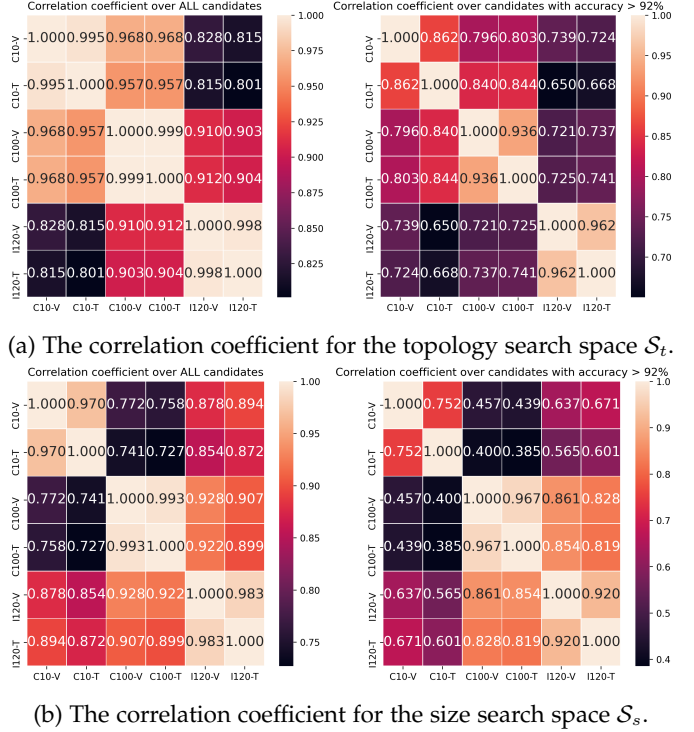 Correlation coefficient over ALL candidates
C10-V 1.000 0.995 0.968 0.968 0.828 0.815
C10-T 0.995 1.000 0.957 0.957 0.815 0.801
C100-V 0.968 0.957 1.000 0.999 0.910 0.903
C100-T 0.968 0.957 0.999 1.000 0.912 0.904
I120-V 0.828 0.815 0.910 0.912 1.000 0.998
I120-T 0.815 0.801 0.903 0.904 0.998 1.000
C10-V C10-T C100-V C100-T I120-V I120-T
1.000
0.975
0.950
0.925
0.900
0.875
0.850
0.825
Correlation coefficient over candidates with accuracy > 92%
C10-V 1.000 0.862 0.796 0.803 0.739 0.724
C10-T 0.862 1.000 0.840 0.844 0.650 0.668
C100-V 0.796 0.840 1.000 0.936 0.721 0.737
C100-T 0.803 0.844 0.936 1.000 0.725 0.741
I120-V 0.739 0.650 0.721 0.725 1.000 0.962
I120-T 0.724 0.668 0.737 0.741 0.962 1.000
C10-V C10-T C100-V C100-T I120-V I120-T
1.00
0.95
0.90
0.85
0.80
0.75
0.70
(a) The correlation coefficient for the topology search space 𝒮t.
Correlation coefficient over ALL candidates
C10-V 1.000 0.970 0.772 0.758 0.878 0.894
C10-T 0.970 1.000 0.741 0.727 0.854 0.872
C100-V 0.772 0.741 1.000 0.993 0.928 0.907
C100-T 0.758 0.727 0.993 1.000 0.922 0.899
I120-V 0.878 0.854 0.928 0.922 1.000 0.983
I120-T 0.894 0.872 0.907 0.899 0.983 1.000
C10-V C10-T C100-V C100-T I120-V I120-T
1.00
0.95
0.90
0.85
0.80
0.75
Correlation coefficient over candidates with accuracy > 92%
C10-V 1.000 0.752 0.457 0.439 0.637 0.671
C10-T 0.752 1.000 0.400 0.385 0.565 0.601
C100-V 0.457 0.400 1.000 0.967 0.861 0.828
C100-T 0.439 0.385 0.967 1.000 0.854 0.819
I120-V 0.637 0.565 0.861 0.854 1.000 0.920
I120-T 0.671 0.601 0.828 0.819 0.920 1.000
C10-V C10-T C100-V C100-T I120-V I120-T
1.0
0.9
0.8
0.7
0.6
0.5
0.4
(b) The correlation coefficient for the size search space 𝒮s.